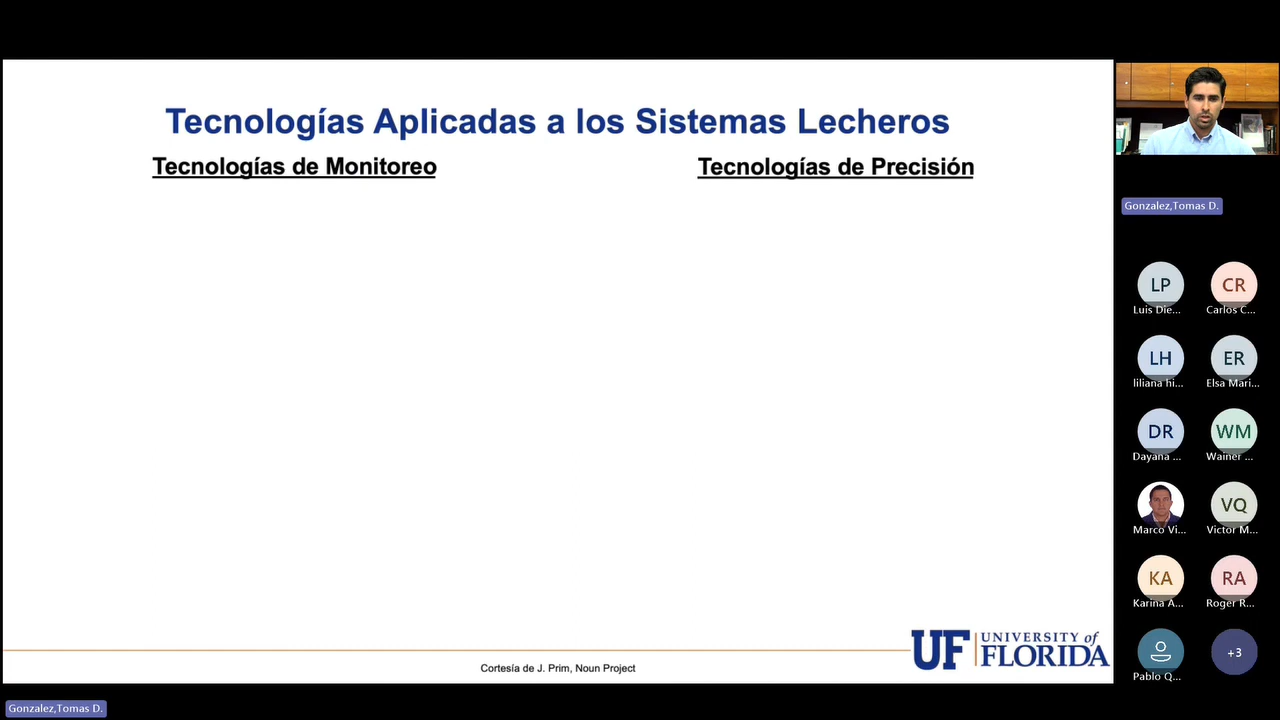 Tecnologías Aplicadas a los Sistemas Lecheros
Tecnologías de Monitoreo
Tecnologías de Precisión
Cortesía de J. Prim, Noun Project
UF UNIVERSITY of FLORIDA
Gonzalez,Tomas D.
LP
Luis Die...
CR
Carlos C...
LH
liliana hi...
ER
Elsa Mari...
DR
Dayana ...
WM
Wainer ...
Marco Vi...
VQ
Victor M...
KA
Karina A...
RA
Roger R...
Pablo Q...
+3
Gonzalez,Tomas D.